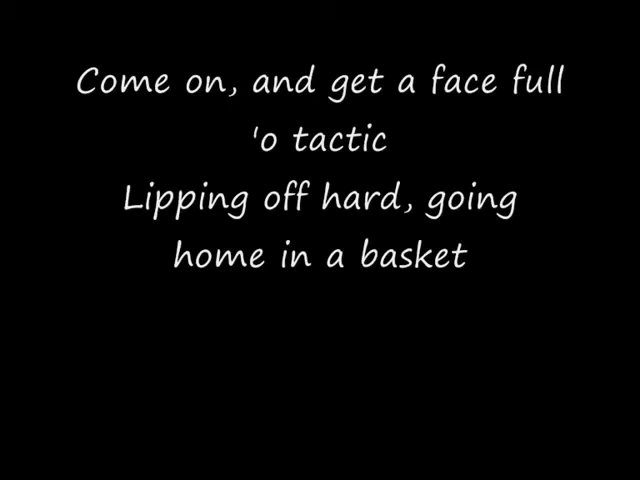 Come on, and get a face full
'o tactic
Lipping off hard, going
home in a basket